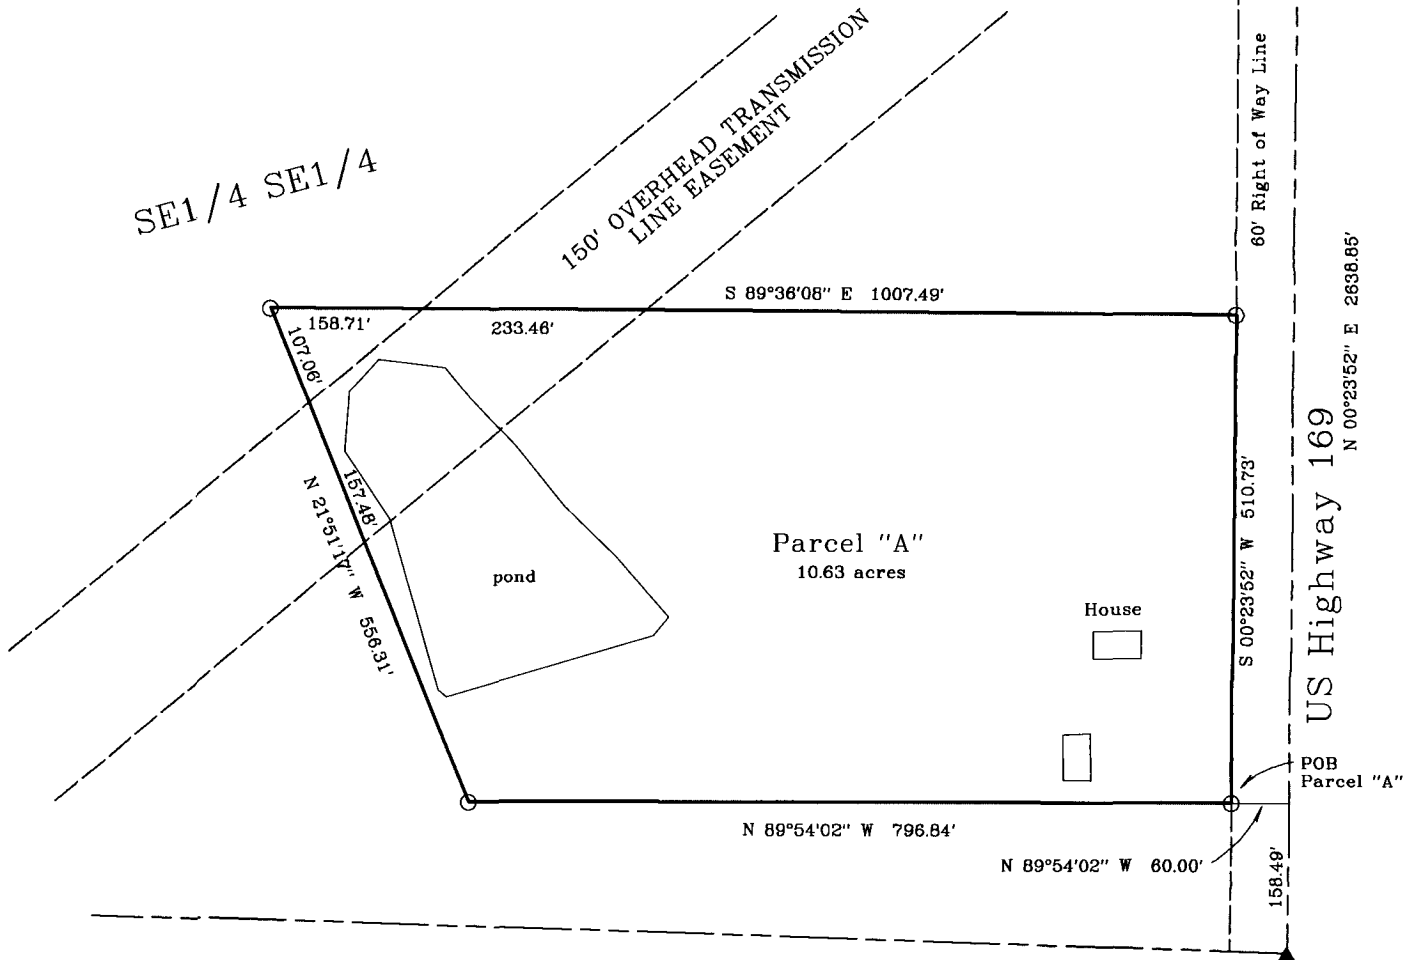 SE1/4 SE1/4
150' OVERHEAD TRANSMISSION
LINE EASEMENT
60' Right of Way Line
S 89°36'08" E 1007.49'
158.71'
233.46'
107.06'
157.48'
N 21°51'17" W 556.31'
pond
Parcel "A"
10.63 acres
House
S 00°23'52" W 510.73'
US Highway 169
N 00°23'52" E 2638.85'
POB
Parcel "A"
N 89°54'02" W 796.84'
N 89°54'02" W 60.00'
158.49'